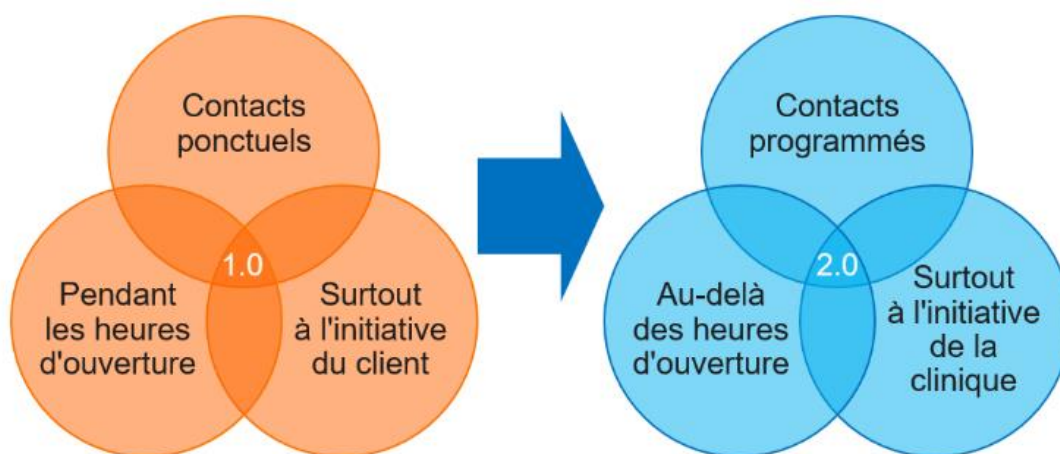 Contacts
ponctuels
1.0
Pendant
les heures
d'ouverture
Surtout
à l'initiative
du client
Contacts
programmés
2.0
Au-delà
des heures
d'ouverture
Surtout
à l'initiative
de la
clinique